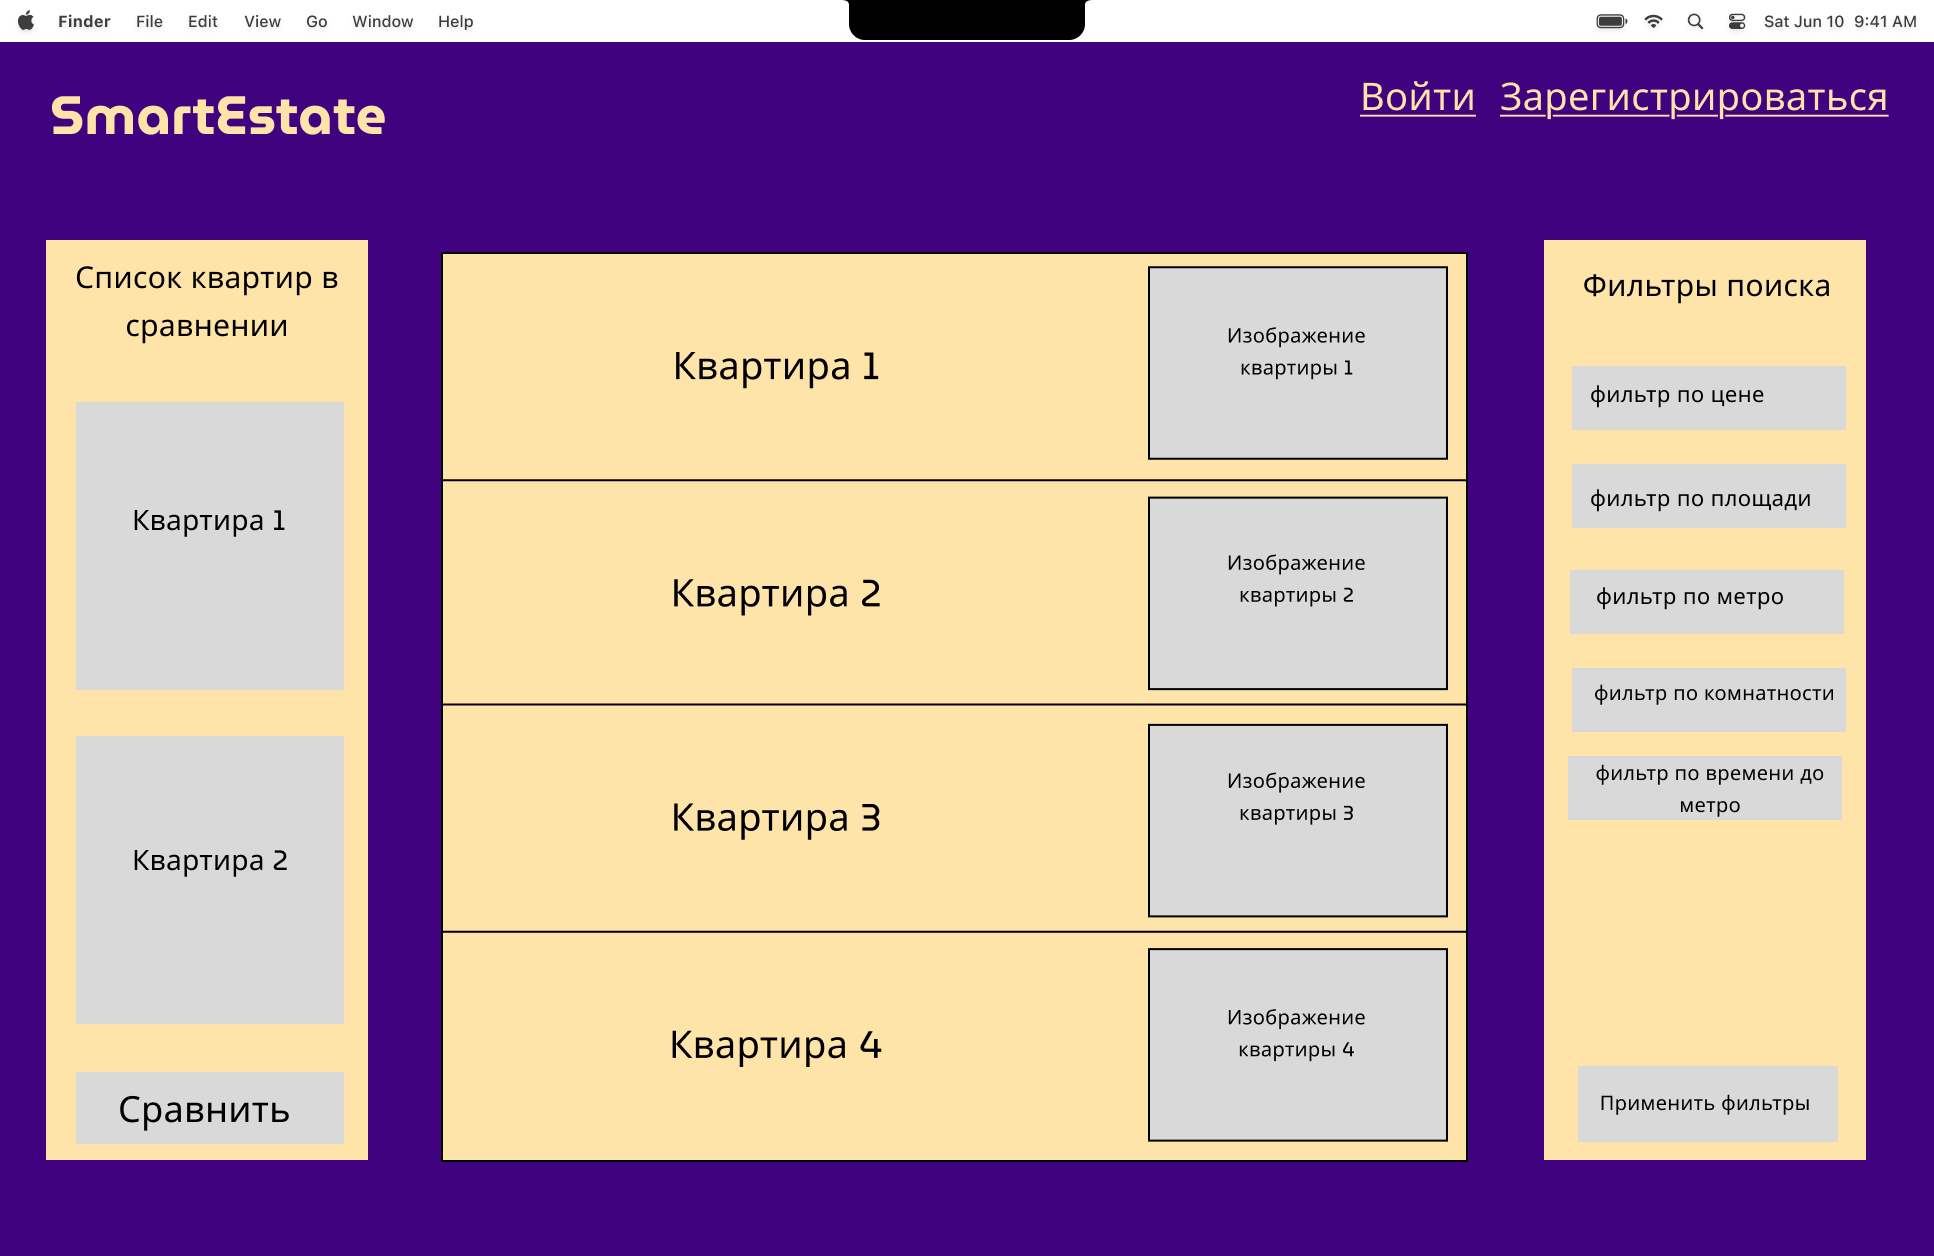 Finder File Edit View Go Window Help Sat Jun 10 9:41 AM
SmartEstate
Войти Зарегистрироваться
Список квартир в
сравнении
Квартира 1
Квартира 2
Сравнить
Квартира 1
Изображение
квартиры 1
Квартира 2
Изображение
квартиры 2
Квартира 3
Изображение
квартиры 3
Квартира 4
Изображение
квартиры 4
Фильтры поиска
фильтр по цене
фильтр по площади
фильтр по метро
фильтр по комнатности
фильтр по времени до
метро
Применить фильтры